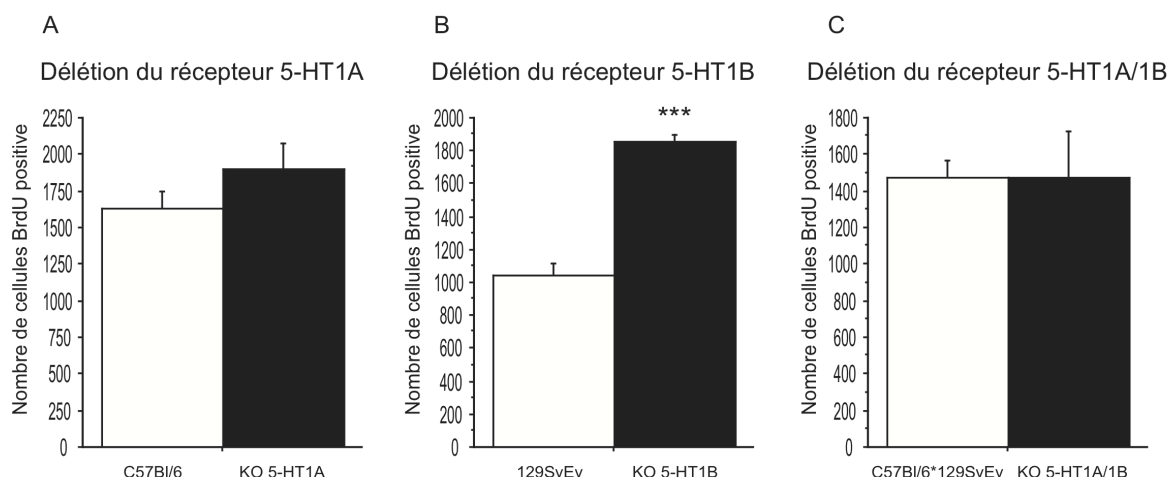 A
B
C
Délétion du récepteur 5-HT1A
Délétion du récepteur 5-HT1B
Délétion du récepteur 5-HT1A/1B
Nombre de cellules BrdU positive
2250
2000
1750
1500
1250
1000
750
500
250
0
C57Bl/6
KO 5-HT1A
Nombre de cellules BrdU positive
2000
1800
1600
1400
1200
1000
800
600
400
200
0
***
129SvEv
KO 5-HT1B
Nombre de cellules BrdU positive
1800
1600
1400
1200
1000
800
600
400
200
0
C57Bl/6*129SvEv
KO 5-HT1A/1B